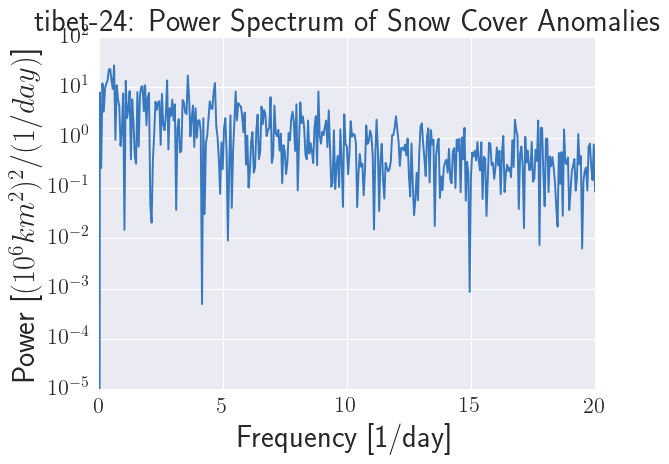 tibet-24: Power Spectrum of Snow Cover Anomalies
Power [(10^6 km^2)^2/(1/day)]
10^2
10^1
10^0
10^-1
10^-2
10^-3
10^-4
10^-5
0 5 10 15 20
Frequency [1/day]